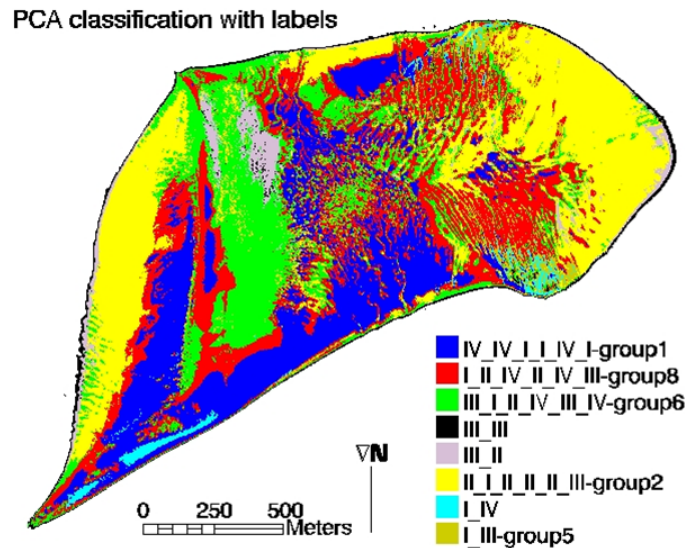 PCA classification with labels
IV_IV_I_I_IV_I-group1
I_II_IV_II_IV_III-group8
III_I_II_IV_III_IV-group6
III_III
III_II
II_I_II_II_II_III-group2
I_IV
I_III-group5
▽N
0 250 500
Meters